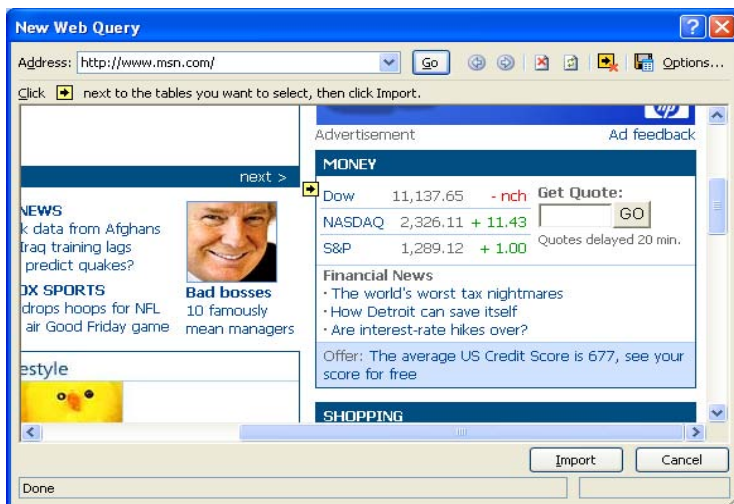 New Web Query
Address: http://www.msn.com/ Go Options...
Click next to the tables you want to select, then click Import.
hp
Advertisement Ad feedback
next >
NEWS
k data from Afghans
Iraq training lags
predict quakes?
OX SPORTS
drops hoops for NFL
air Good Friday game
Bad bosses
10 famously
mean managers
estyle
MONEY
Dow 11,137.65 - nch
NASDAQ 2,326.11 + 11.43
S&P 1,289.12 + 1.00
Get Quote:
GO
Quotes delayed 20 min.
Financial News
· The world's worst tax nightmares
· How Detroit can save itself
· Are interest-rate hikes over?
Offer: The average US Credit Score is 677, see your
score for free
SHOPPING
Import Cancel
Done